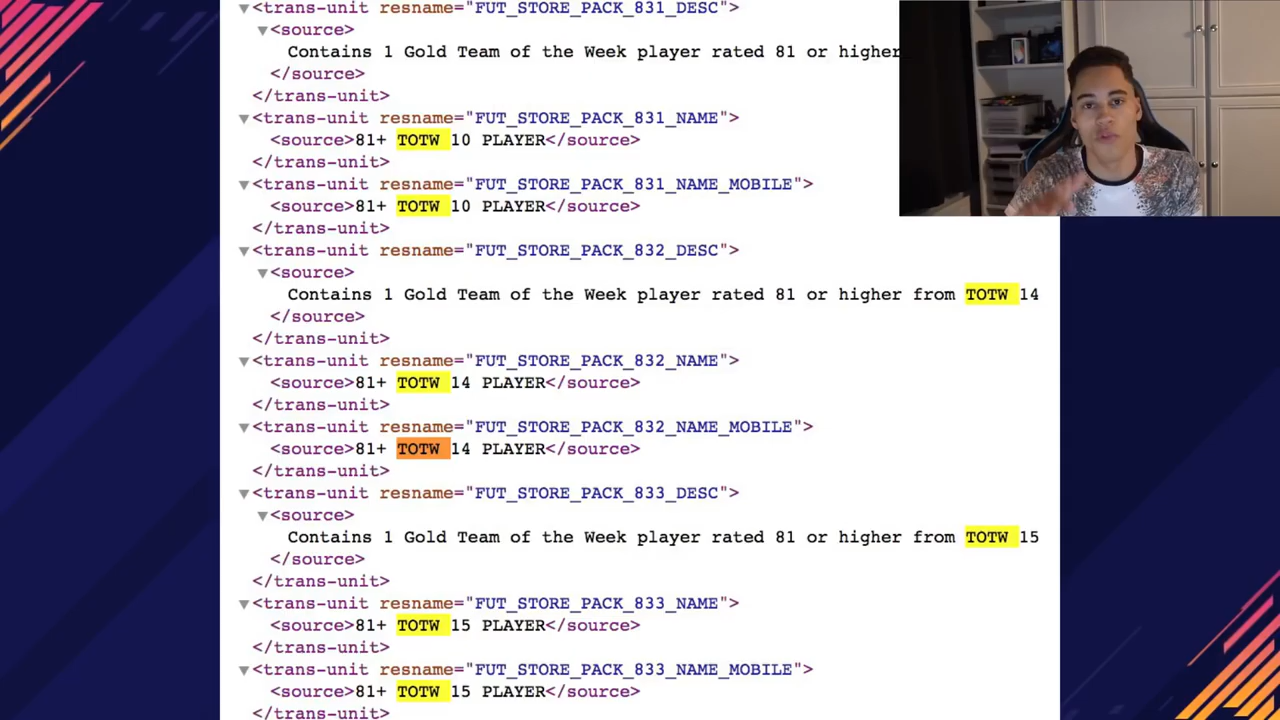 <trans-unit resname="FUT_STORE_PACK_831_DESC">
<source>
Contains 1 Gold Team of the Week player rated 81 or higher
</source>
</trans-unit>
<trans-unit resname="FUT_STORE_PACK_831_NAME">
<source>81+ TOTW 10 PLAYER</source>
</trans-unit>
<trans-unit resname="FUT_STORE_PACK_831_NAME_MOBILE">
<source>81+ TOTW 10 PLAYER</source>
</trans-unit>
<trans-unit resname="FUT_STORE_PACK_832_DESC">
<source>
Contains 1 Gold Team of the Week player rated 81 or higher from TOTW 14
</source>
</trans-unit>
<trans-unit resname="FUT_STORE_PACK_832_NAME">
<source>81+ TOTW 14 PLAYER</source>
</trans-unit>
<trans-unit resname="FUT_STORE_PACK_832_NAME_MOBILE">
<source>81+ TOTW 14 PLAYER</source>
</trans-unit>
<trans-unit resname="FUT_STORE_PACK_833_DESC">
<source>
Contains 1 Gold Team of the Week player rated 81 or higher from TOTW 15
</source>
</trans-unit>
<trans-unit resname="FUT_STORE_PACK_833_NAME">
<source>81+ TOTW 15 PLAYER</source>
</trans-unit>
<trans-unit resname="FUT_STORE_PACK_833_NAME_MOBILE">
<source>81+ TOTW 15 PLAYER</source>
</trans-unit>